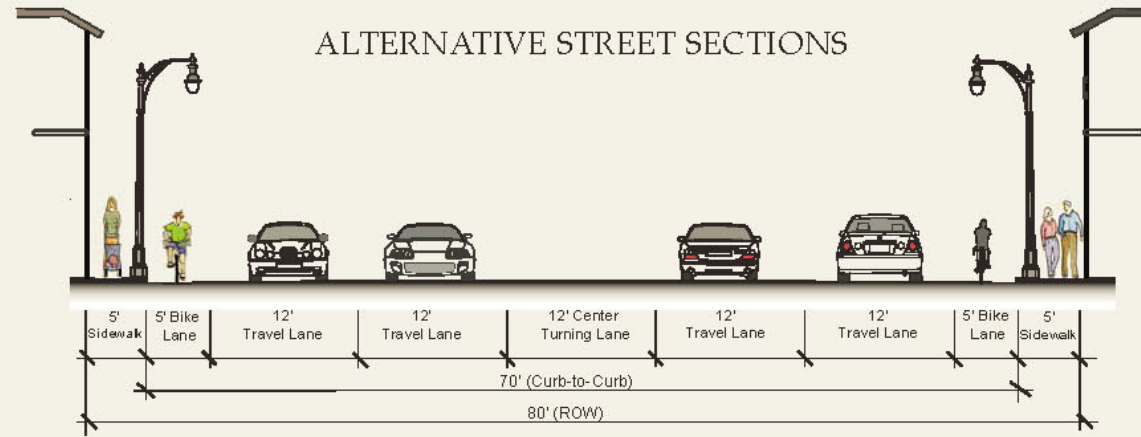 ALTERNATIVE STREET SECTIONS
5'
Sidewalk
5' Bike
Lane
12'
Travel Lane
12'
Travel Lane
12' Center
Turning Lane
12'
Travel Lane
12'
Travel Lane
5' Bike
Lane
5'
Sidewalk
70' (Curb-to-Curb)
80' (ROW)